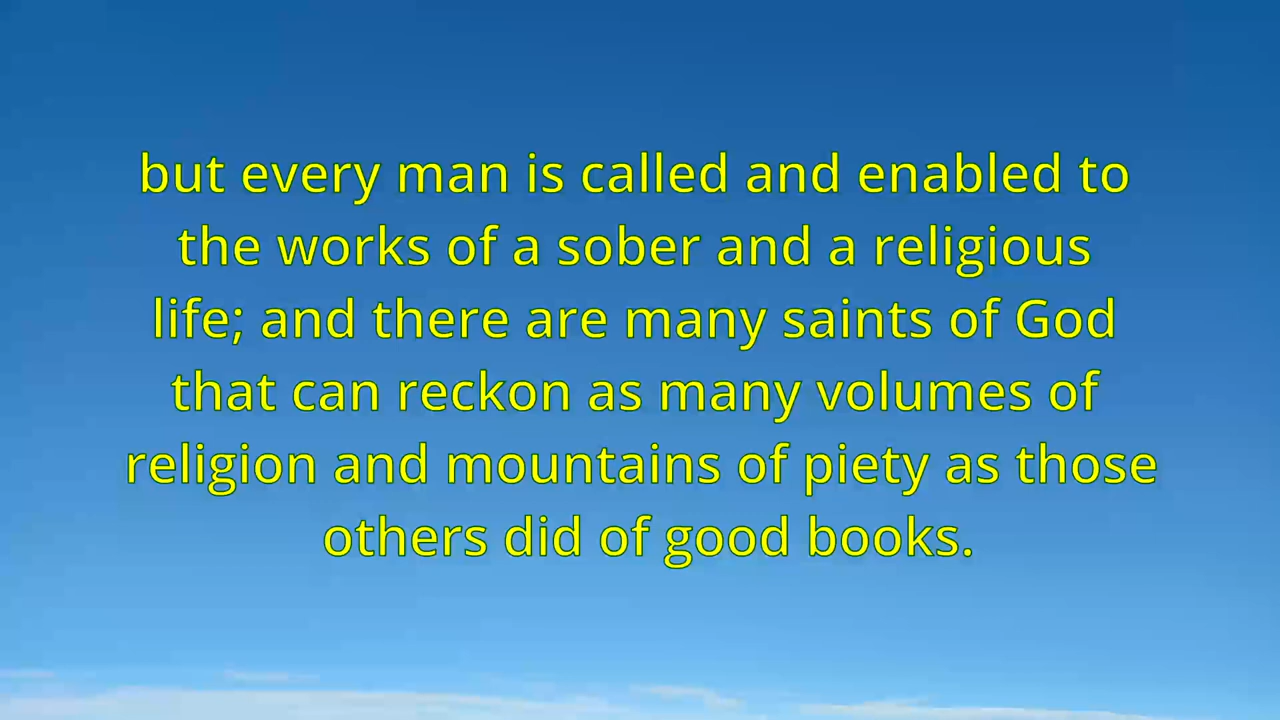 but every man is called and enabled to
the works of a sober and a religious
life; and there are many saints of God
that can reckon as many volumes of
religion and mountains of piety as those
others did of good books.